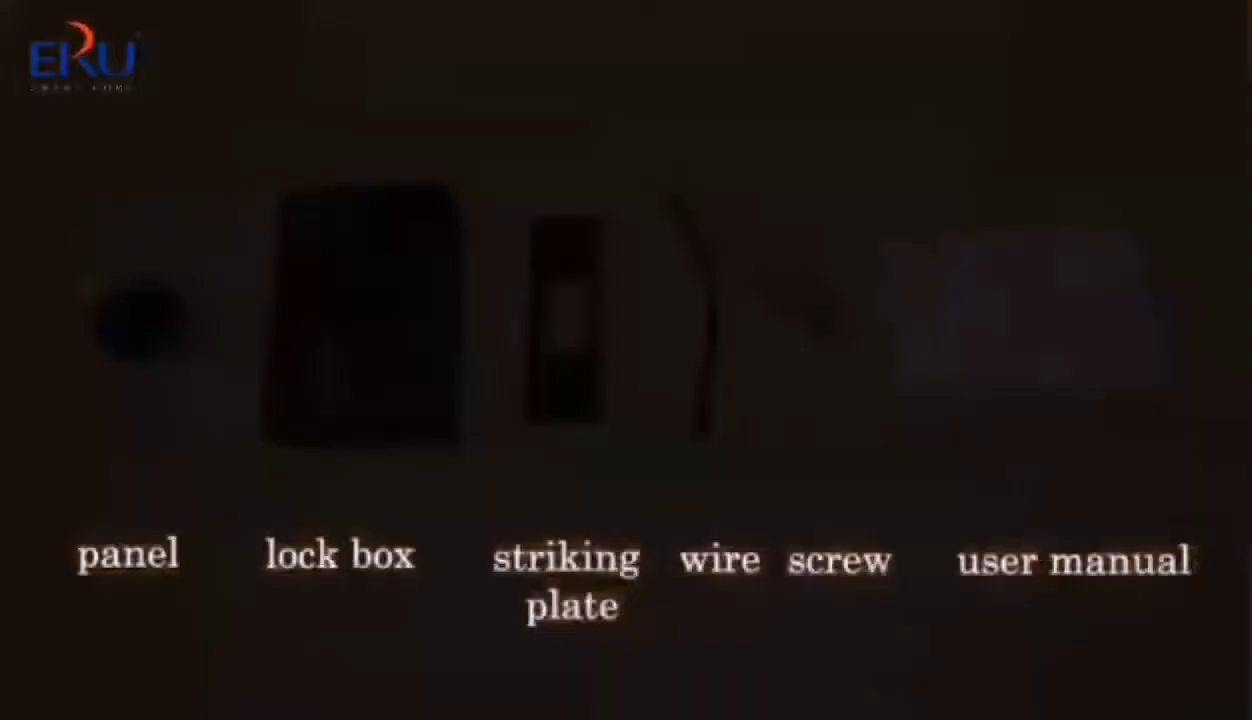 ERU
panel
lock box
striking
plate
wire
screw
user manual